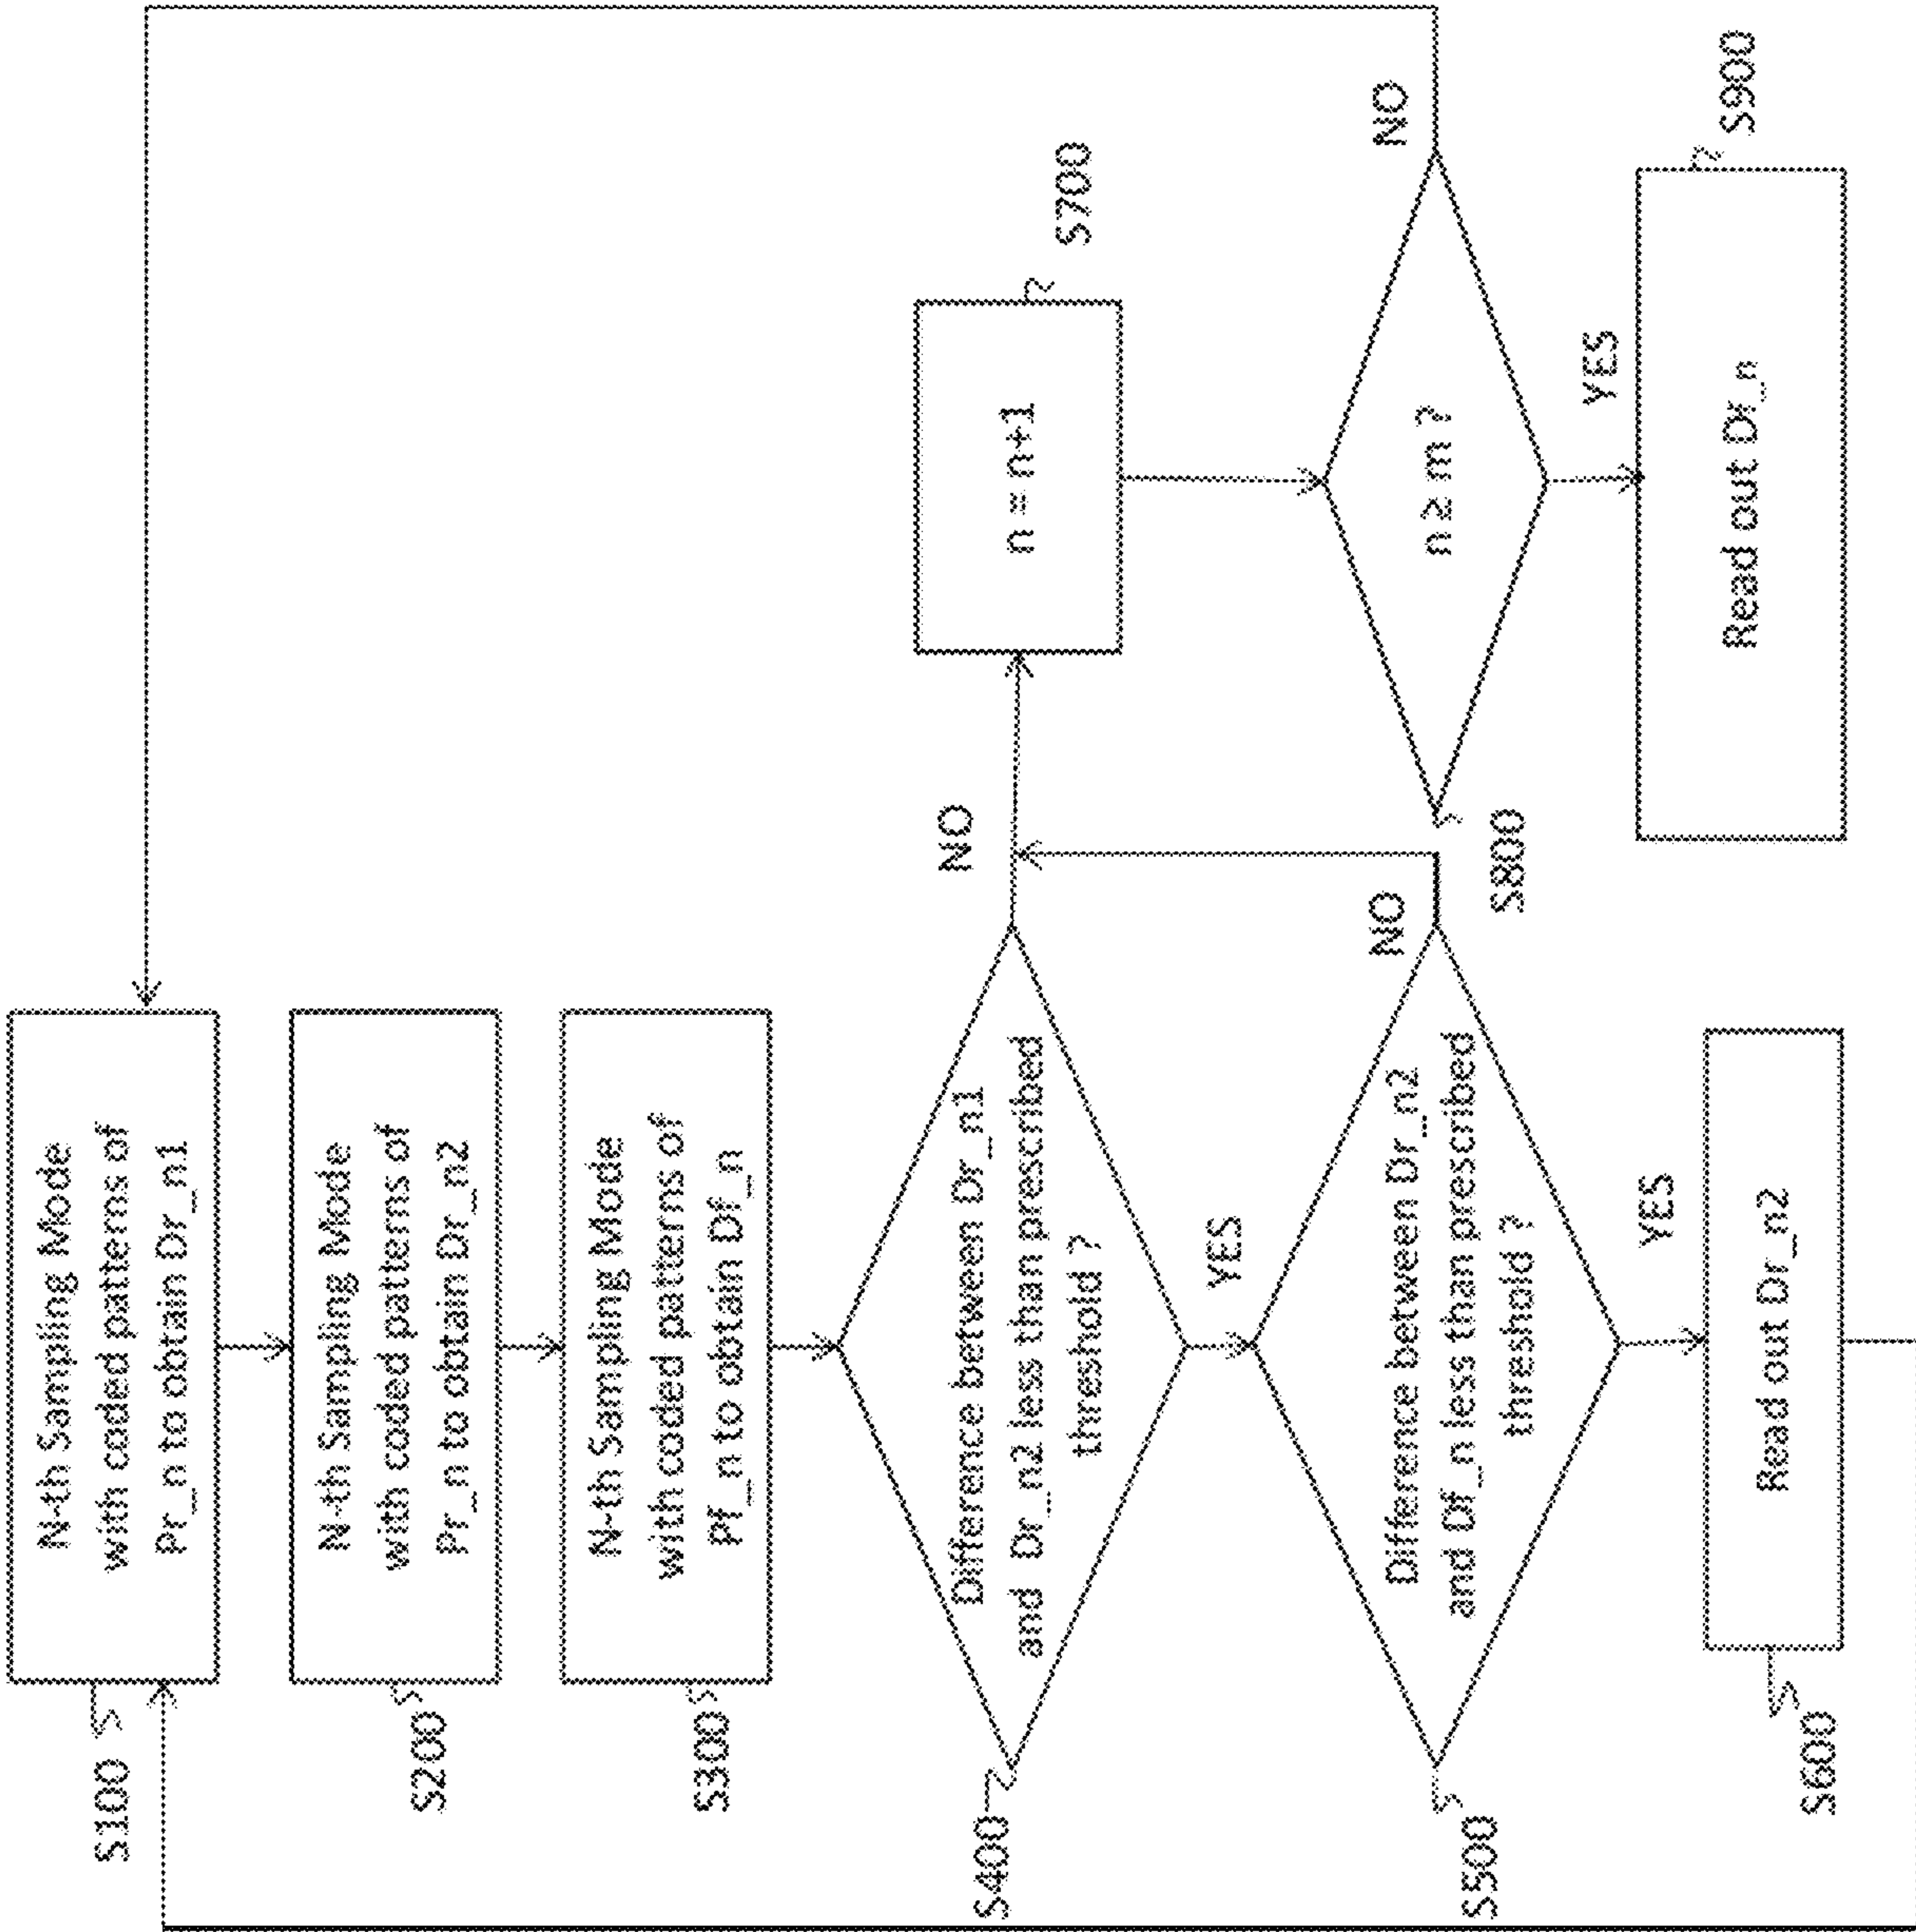 S100
N-th Sampling Mode
with coded patterns of
Pr_n to obtain Dr_n1
S200
N-th Sampling Mode
with coded patterns of
Pr_n to obtain Dr_n2
S300
N-th Sampling Mode
with coded patterns of
Pf_n to obtain Df_n
S400
Difference between Dr_n1
and Dr_n2 less than prescribed
threshold ?
NO
YES
S500
Difference between Dr_n2
and Df_n less than prescribed
threshold ?
NO
YES
S600
Read out Dr_n2
S700
n = n+1
S800
n ≥ m ?
NO
YES
S900
Read out Dr_n